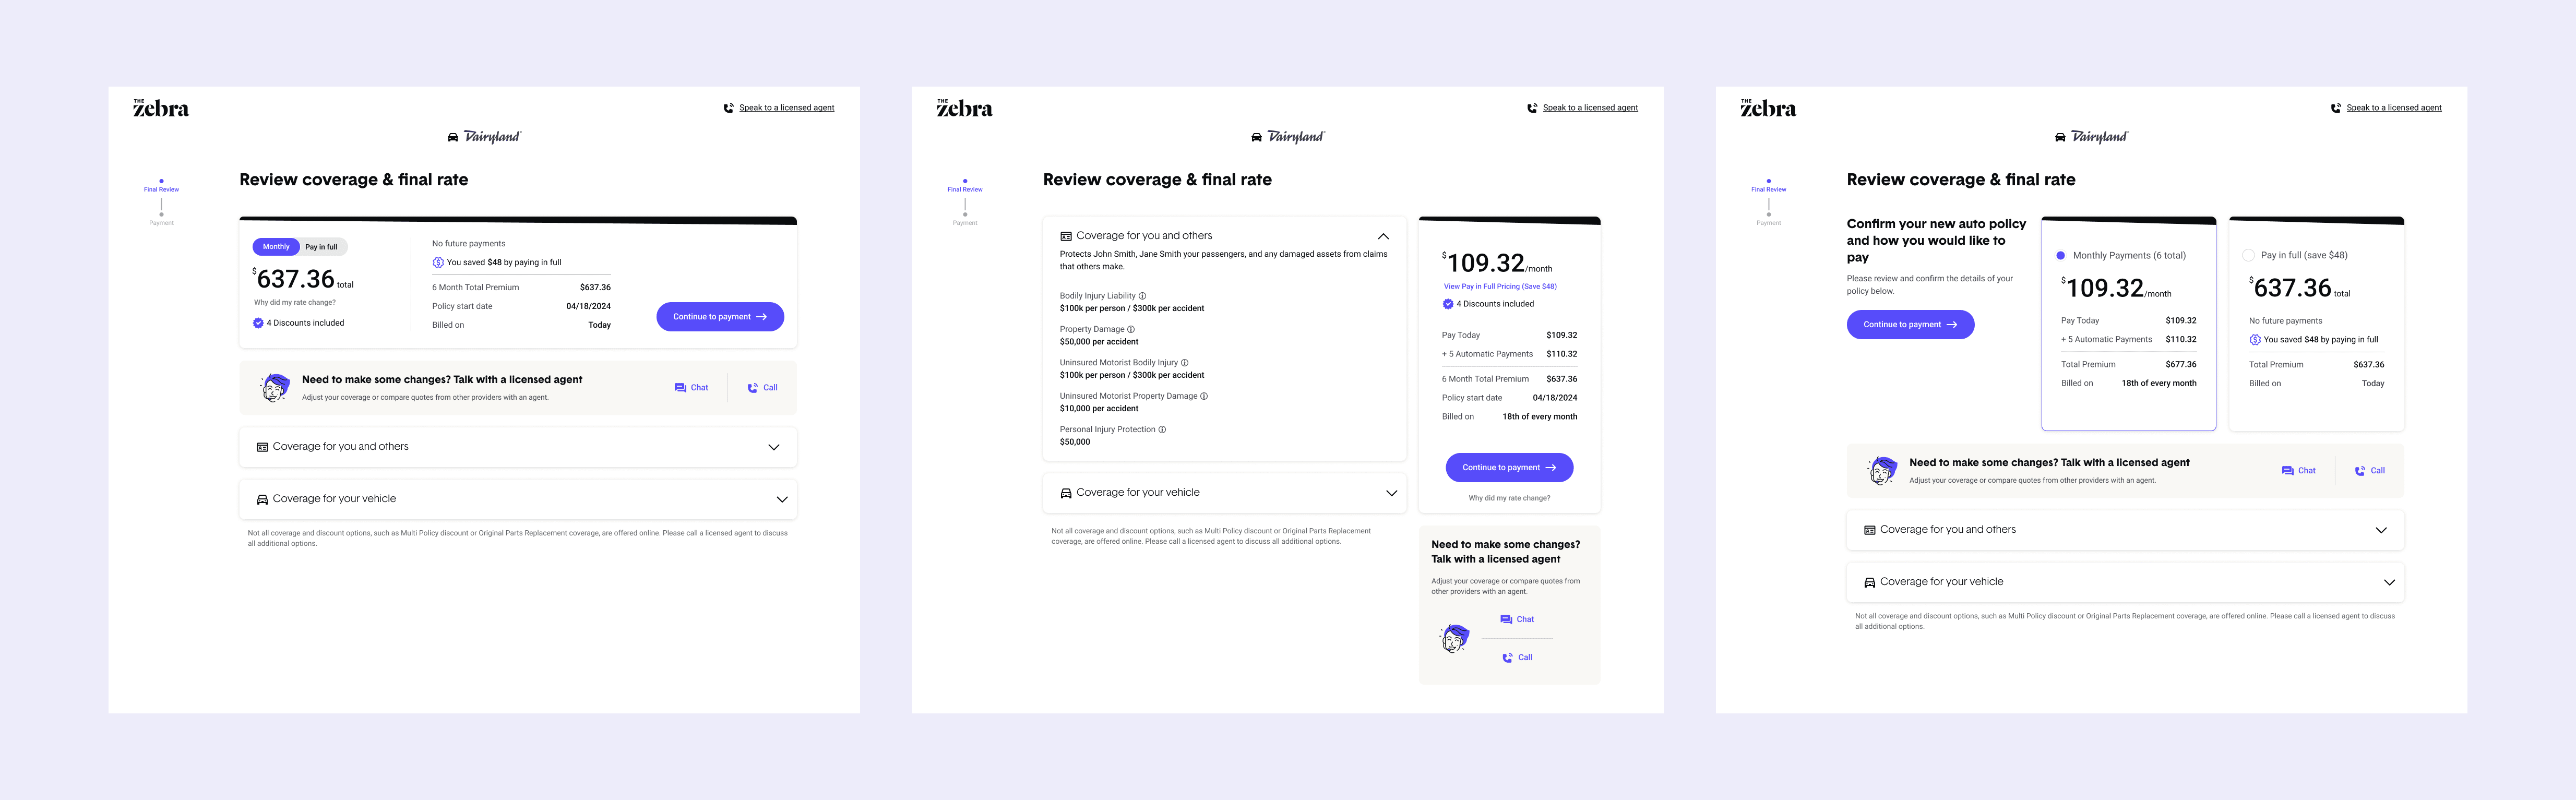 THE
zebra
Speak to a licensed agent
Dairyland
Final Review
Payment
Review coverage & final rate
Monthly
Pay in full
$637.36 total
Why did my rate change?
4 Discounts included
No future payments
You saved $48 by paying in full
6 Month Total Premium $637.36
Policy start date 04/18/2024
Billed on Today
Continue to payment
Need to make some changes? Talk with a licensed agent
Adjust your coverage or compare quotes from other providers with an agent.
Chat
Call
Coverage for you and others
Coverage for your vehicle
Not all coverage and discount options, such as Multi Policy discount or Original Parts Replacement coverage, are offered online. Please call a licensed agent to discuss
all additional options.
THE
zebra
Speak to a licensed agent
Dairyland
Final Review
Payment
Review coverage & final rate
Coverage for you and others
Protects John Smith, Jane Smith your passengers, and any damaged assets from claims
that others make.
Bodily Injury Liability
$100k per person / $300k per accident
Property Damage
$50,000 per accident
Uninsured Motorist Bodily Injury
$100k per person / $300k per accident
Uninsured Motorist Property Damage
$10,000 per accident
Personal Injury Protection
$50,000
Coverage for your vehicle
Not all coverage and discount options, such as Multi Policy discount or Original Parts Replacement
coverage, are offered online. Please call a licensed agent to discuss all additional options.
$109.32/month
View Pay in Full Pricing (Save $48)
4 Discounts included
Pay Today $109.32
+ 5 Automatic Payments $110.32
6 Month Total Premium $637.36
Policy start date 04/18/2024
Billed on 18th of every month
Continue to payment
Why did my rate change?
Need to make some changes?
Talk with a licensed agent
Adjust your coverage or compare quotes from
other providers with an agent.
Chat
Call
THE
zebra
Speak to a licensed agent
Dairyland
Final Review
Payment
Review coverage & final rate
Confirm your new auto policy
and how you would like to
pay
Please review and confirm the details of your
policy below.
Continue to payment
Monthly Payments (6 total)
$109.32/month
Pay Today $109.32
+ 5 Automatic Payments $110.32
Total Premium $677.36
Billed on 18th of every month
Pay in full (save $48)
$637.36 total
No future payments
You saved $48 by paying in full
Total Premium $637.36
Billed on Today
Need to make some changes? Talk with a licensed agent
Adjust your coverage or compare quotes from other providers with an agent.
Chat
Call
Coverage for you and others
Coverage for your vehicle
Not all coverage and discount options, such as Multi Policy discount or Original Parts Replacement coverage, are offered online. Please call a licensed agent to discuss
all additional options.